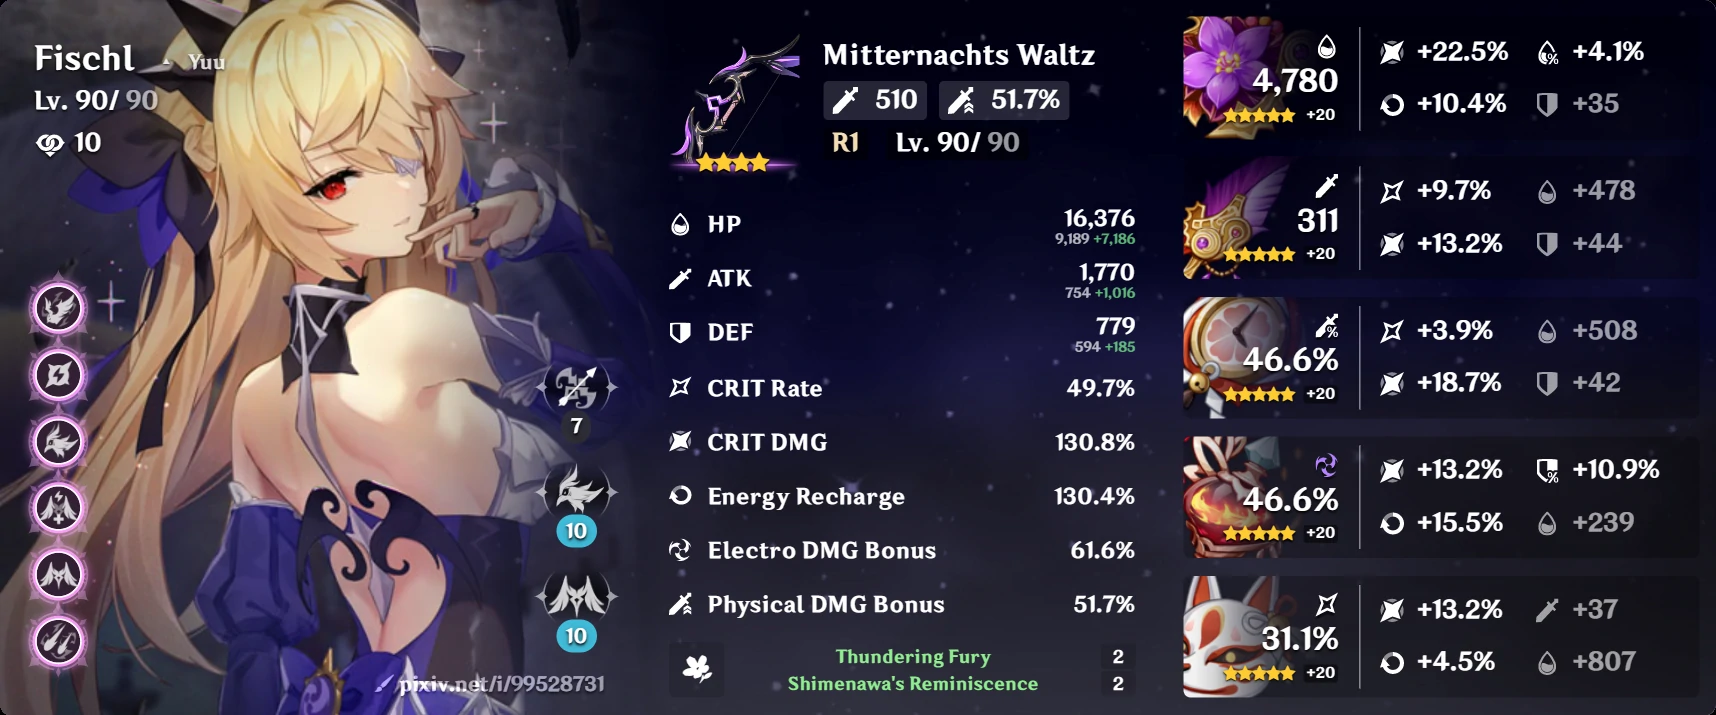 Fischl Yuu
Lv. 90/ 90
10
7
10
10
pixiv.net/i/99528731
Mitternachts Waltz
510 51.7%
R1 Lv. 90/ 90
HP 16,376
9,189 +7,186
ATK 1,770
754 +1,016
DEF 779
594 +185
CRIT Rate 49.7%
CRIT DMG 130.8%
Energy Recharge 130.4%
Electro DMG Bonus 61.6%
Physical DMG Bonus 51.7%
Thundering Fury 2
Shimenawa's Reminiscence 2
4,780
+20
+22.5% +4.1%
+10.4% +35
311
+20
+9.7% +478
+13.2% +44
46.6%
+20
+3.9% +508
+18.7% +42
46.6%
+20
+13.2% +10.9%
+15.5% +239
31.1%
+20
+13.2% +37
+4.5% +807